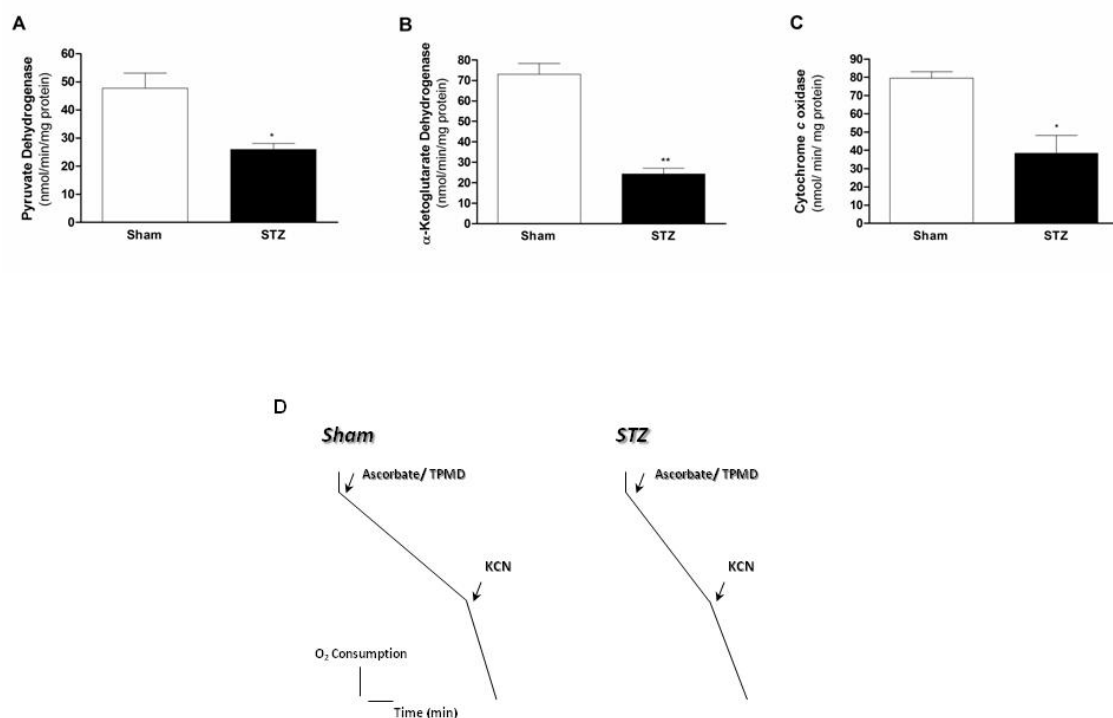 A
Pyruvate Dehydrogenase
(nmol/min/mg protein)
60
50
40
30
20
10
0
*
Sham
STZ
B
α-Ketoglutarate Dehydrogenase
(nmol/min/mg protein)
80
70
60
50
40
30
20
10
0
**
Sham
STZ
C
Cytochrome c oxidase
(nmol/ min/ mg protein)
90
80
70
60
50
40
30
20
10
0
*
Sham
STZ
D
Sham
Ascorbate/ TPMD
KCN
O₂ Consumption
Time (min)
STZ
Ascorbate/ TPMD
KCN